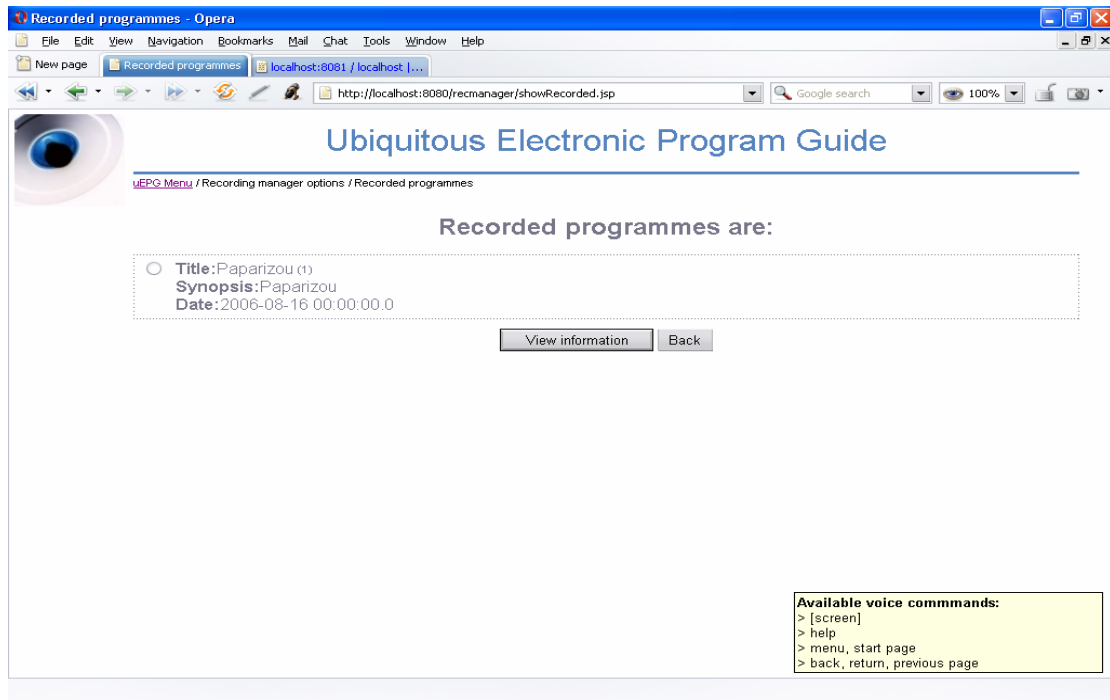 Recorded programmes - Opera
File Edit View Navigation Bookmarks Mail Chat Tools Window Help
New page Recorded programmes localhost:8081 / localhost |...
http://localhost:8080/recmanager/showRecorded.jsp Google search 100%
Ubiquitous Electronic Program Guide
uEPG Menu / Recording manager options / Recorded programmes
Recorded programmes are:
Title:Paparizou (1)
Synopsis:Paparizou
Date:2006-08-16 00:00:00.0
View information Back
Available voice commmands:
> [screen]
> help
> menu, start page
> back, return, previous page